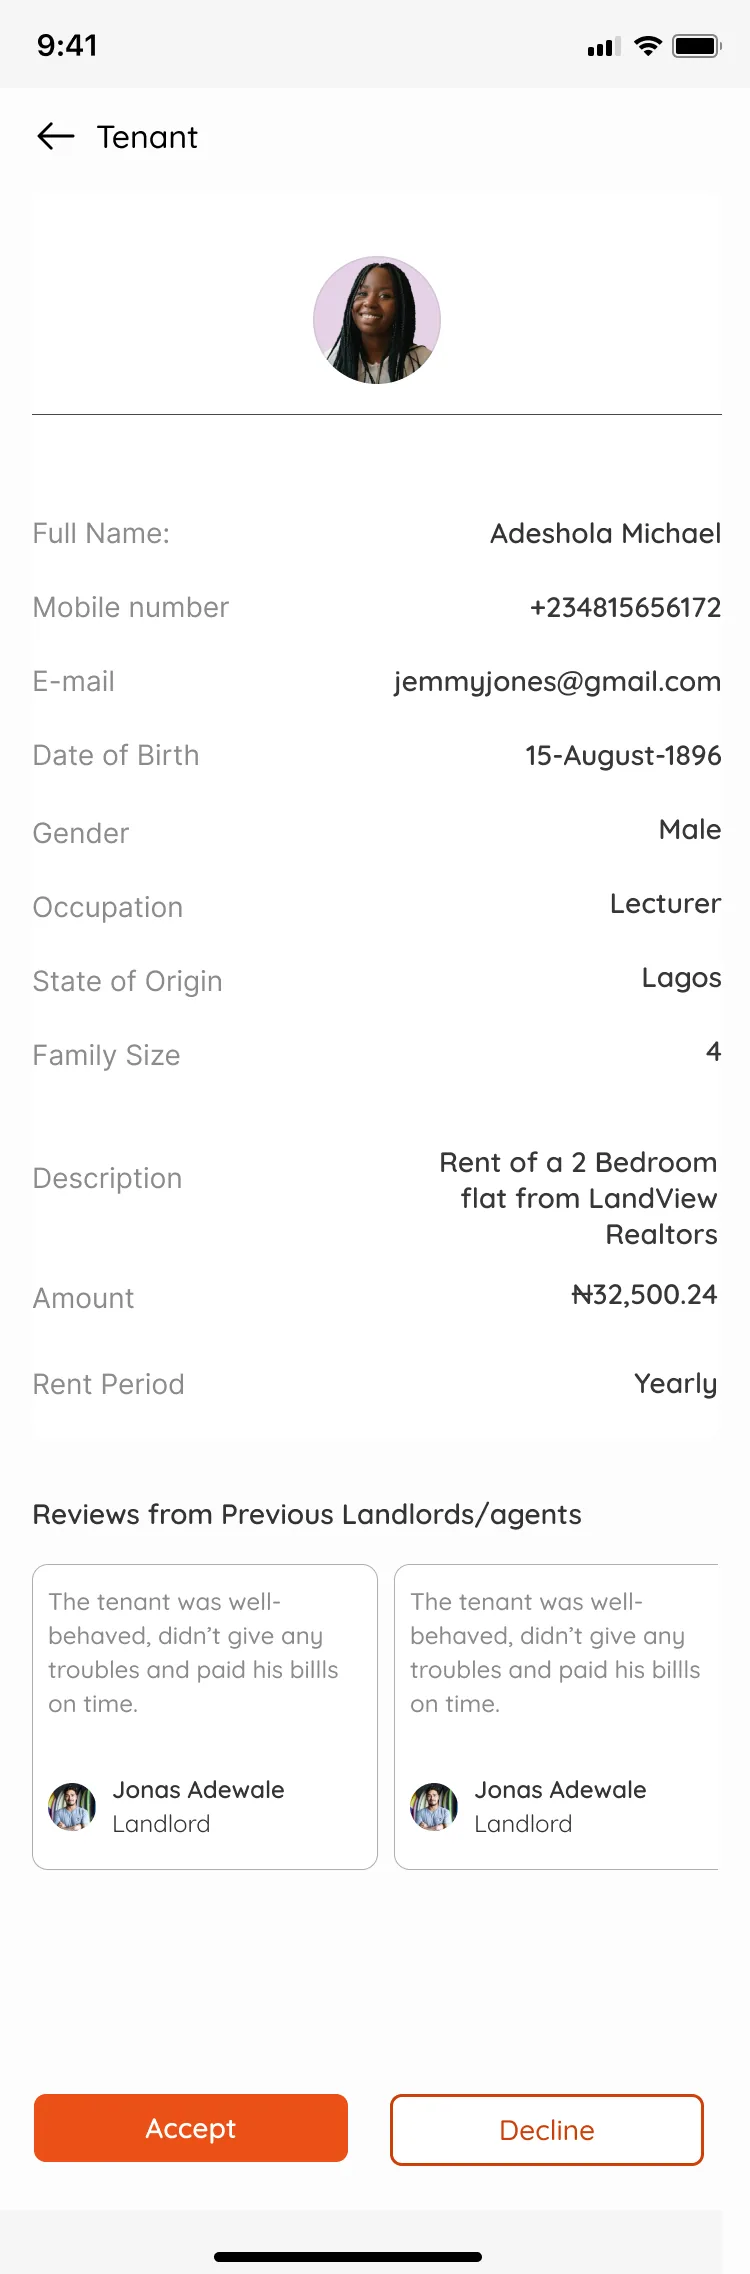 9:41
Tenant
Full Name:
Adeshola Michael
Mobile number
+234815656172
E-mail
jemmyjones@gmail.com
Date of Birth
15-August-1896
Gender
Male
Occupation
Lecturer
State of Origin
Lagos
Family Size
4
Description
Rent of a 2 Bedroom
flat from LandView
Realtors
Amount
₦32,500.24
Rent Period
Yearly
Reviews from Previous Landlords/agents
The tenant was well-
behaved, didn’t give any
troubles and paid his billls
on time.
Jonas Adewale
Landlord
The tenant was well-
behaved, didn’t give any
troubles and paid his billls
on time.
Jonas Adewale
Landlord
Accept
Decline